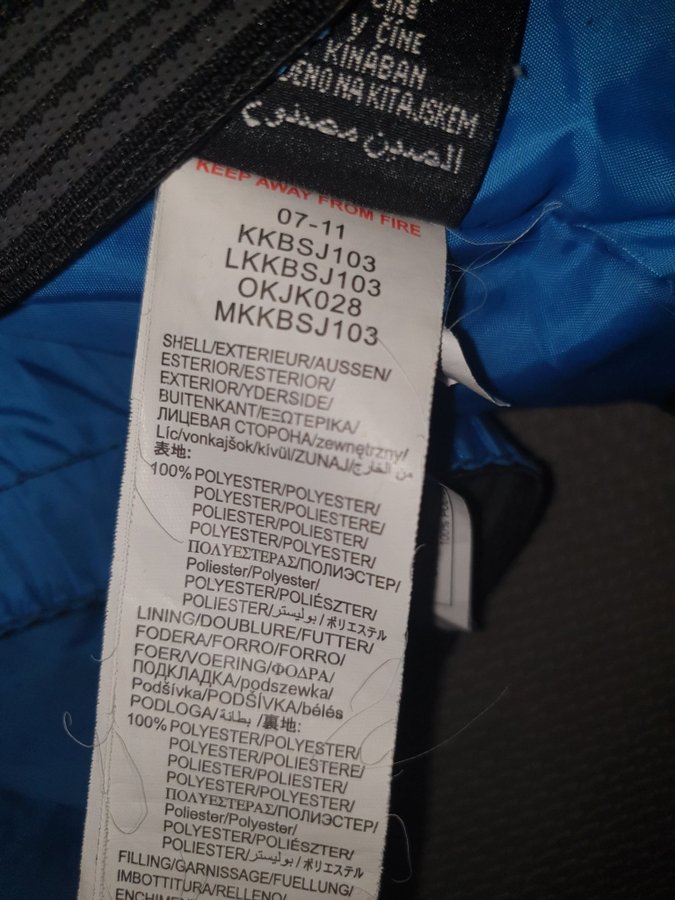 V ČÍNE
KÍNÁBAN
NA KITAJSKEM
الصين مصنوع
KEEP AWAY FROM FIRE
07-11
KKBSJ103
LKKBSJ103
OKJK028
MKKBSJ103
SHELL/EXTERIEUR/AUSSEN/
ESTERIOR/ESTERIOR/
EXTERIOR/YDERSIDE/
BUITENKANT/ΕΞΩΤΕΡΙΚΑ/
ЛИЦЕВАЯ СТОРОНА/zewnętrzny/
Líc/vonkajšok/kívül/ZUNAJ/من الخارج/
表地:
100% POLYESTER/POLYESTER/
POLYESTER/POLIESTERE/
POLIESTER/POLIESTER/
POLYESTER/POLYESTER/
ΠΟΛΥΕΣΤΕΡΑΣ/ПОЛИЭСТЕР/
Poliester/Polyester/
POLYESTER/POLIÉSZTER/
POLIESTER/بوليستر/ポリエステル
LINING/DOUBLURE/FUTTER/
FODERA/FORRO/FORRO/
FOER/VOERING/ΦΟΔΡΑ/
ПОДКЛАДКА/podszewka/
Podšívka/PODŠÍVKA/bélés
PODLOGA/بطانة/裏地:
100% POLYESTER/POLYESTER/
POLYESTER/POLIESTERE/
POLIESTER/POLIESTER/
POLYESTER/POLYESTER/
ΠΟΛΥΕΣΤΕΡΑΣ/ПОЛИЭСТЕР/
Poliester/Polyester/
POLYESTER/POLIÉSZTER/
POLIESTER/بوليستر/ポリエステル
FILLING/GARNISSAGE/FUELLUNG/
IMBOTTITURA/RELLENO/
100%